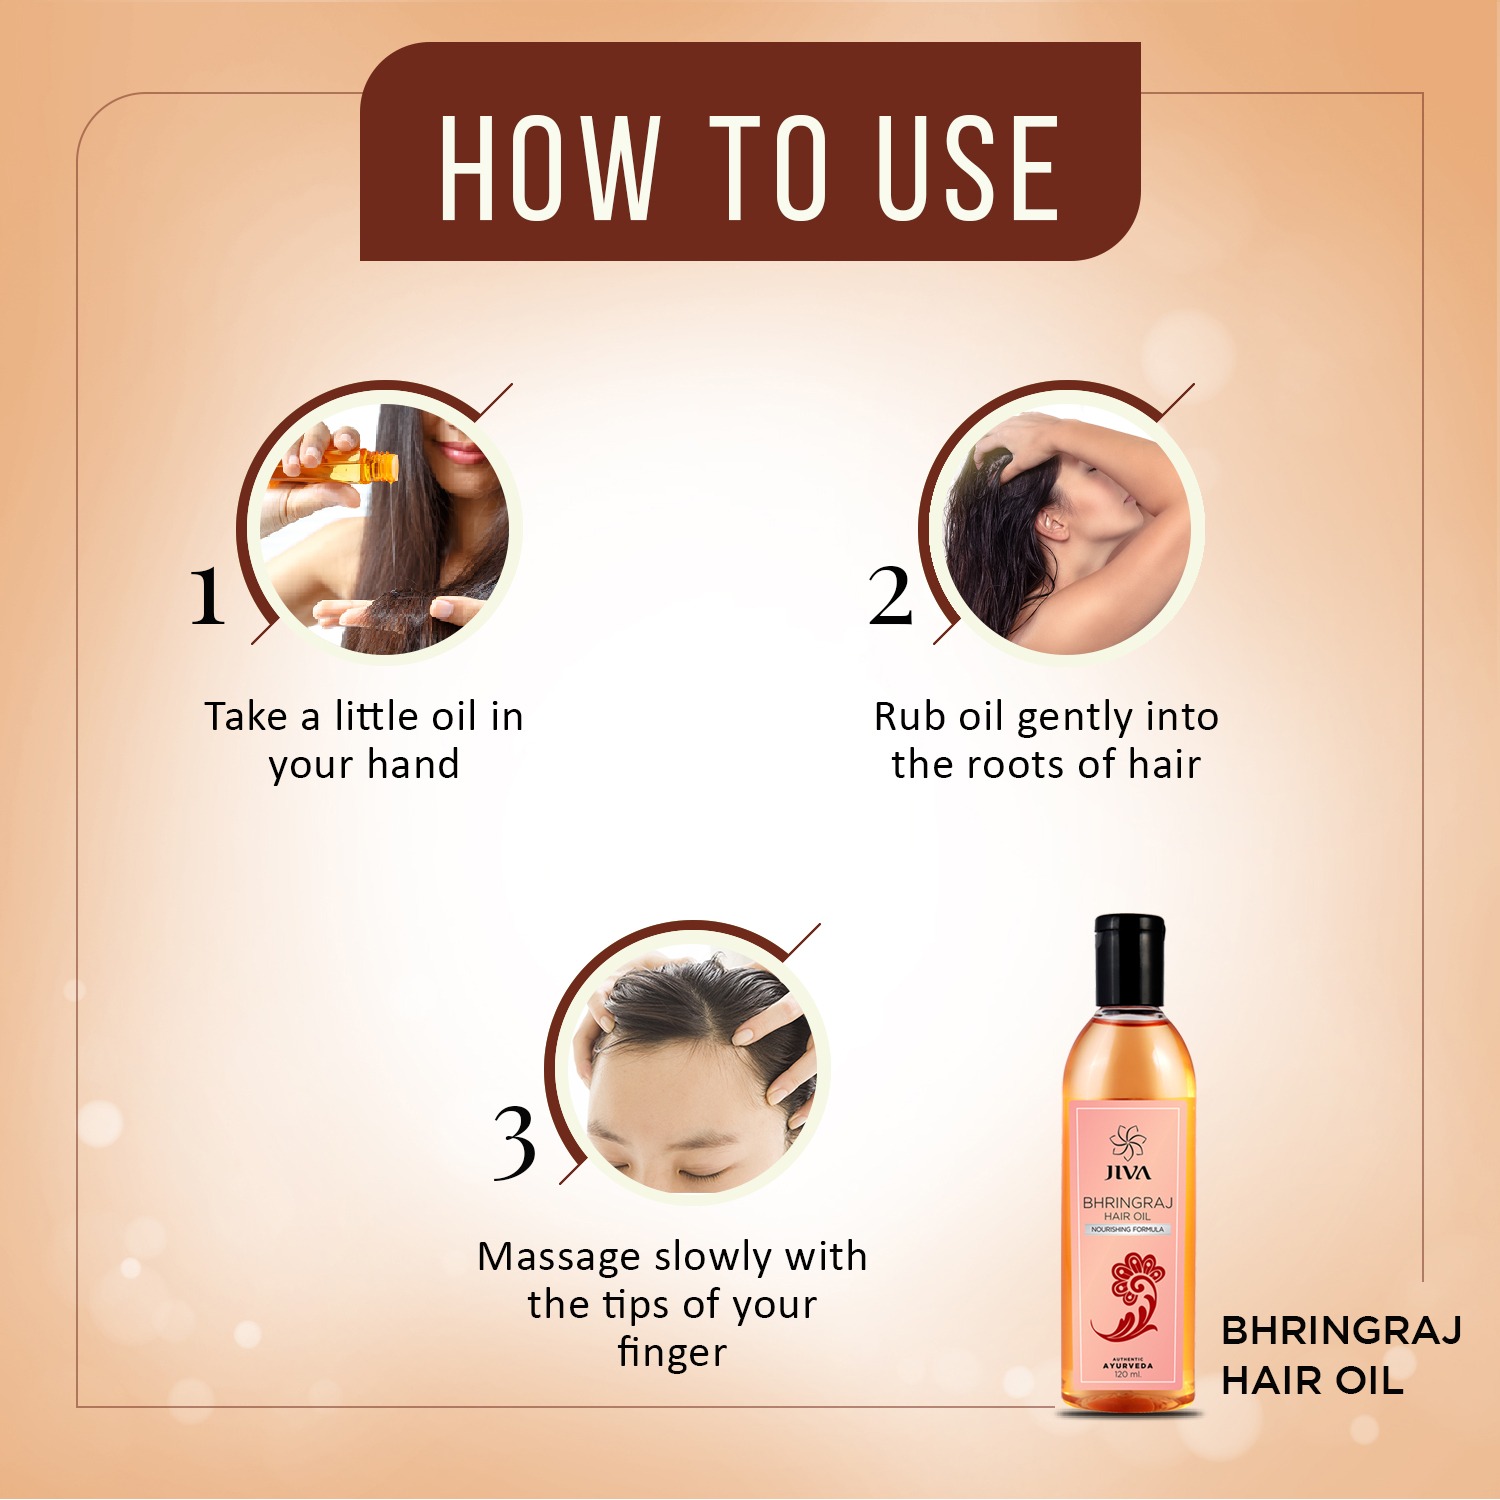 HOW TO USE
1
Take a little oil in
your hand
2
Rub oil gently into
the roots of hair
3
Massage slowly with
the tips of your
finger
JIVA
BHRINGRAJ
HAIR OIL
NOURISHING FORMULA
AUTHENTIC
AYURVEDA
120 ml.
BHRINGRAJ
HAIR OIL